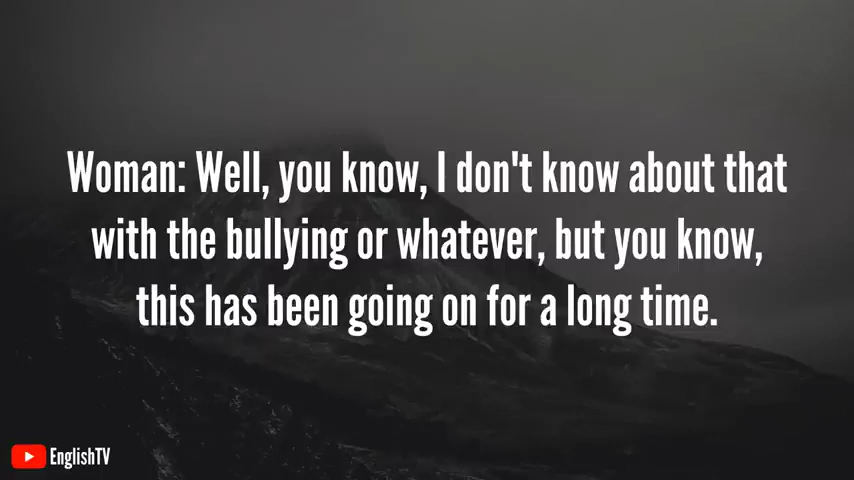 Woman: Well, you know, I don't know about that
with the bullying or whatever, but you know,
this has been going on for a long time.
EnglishTV